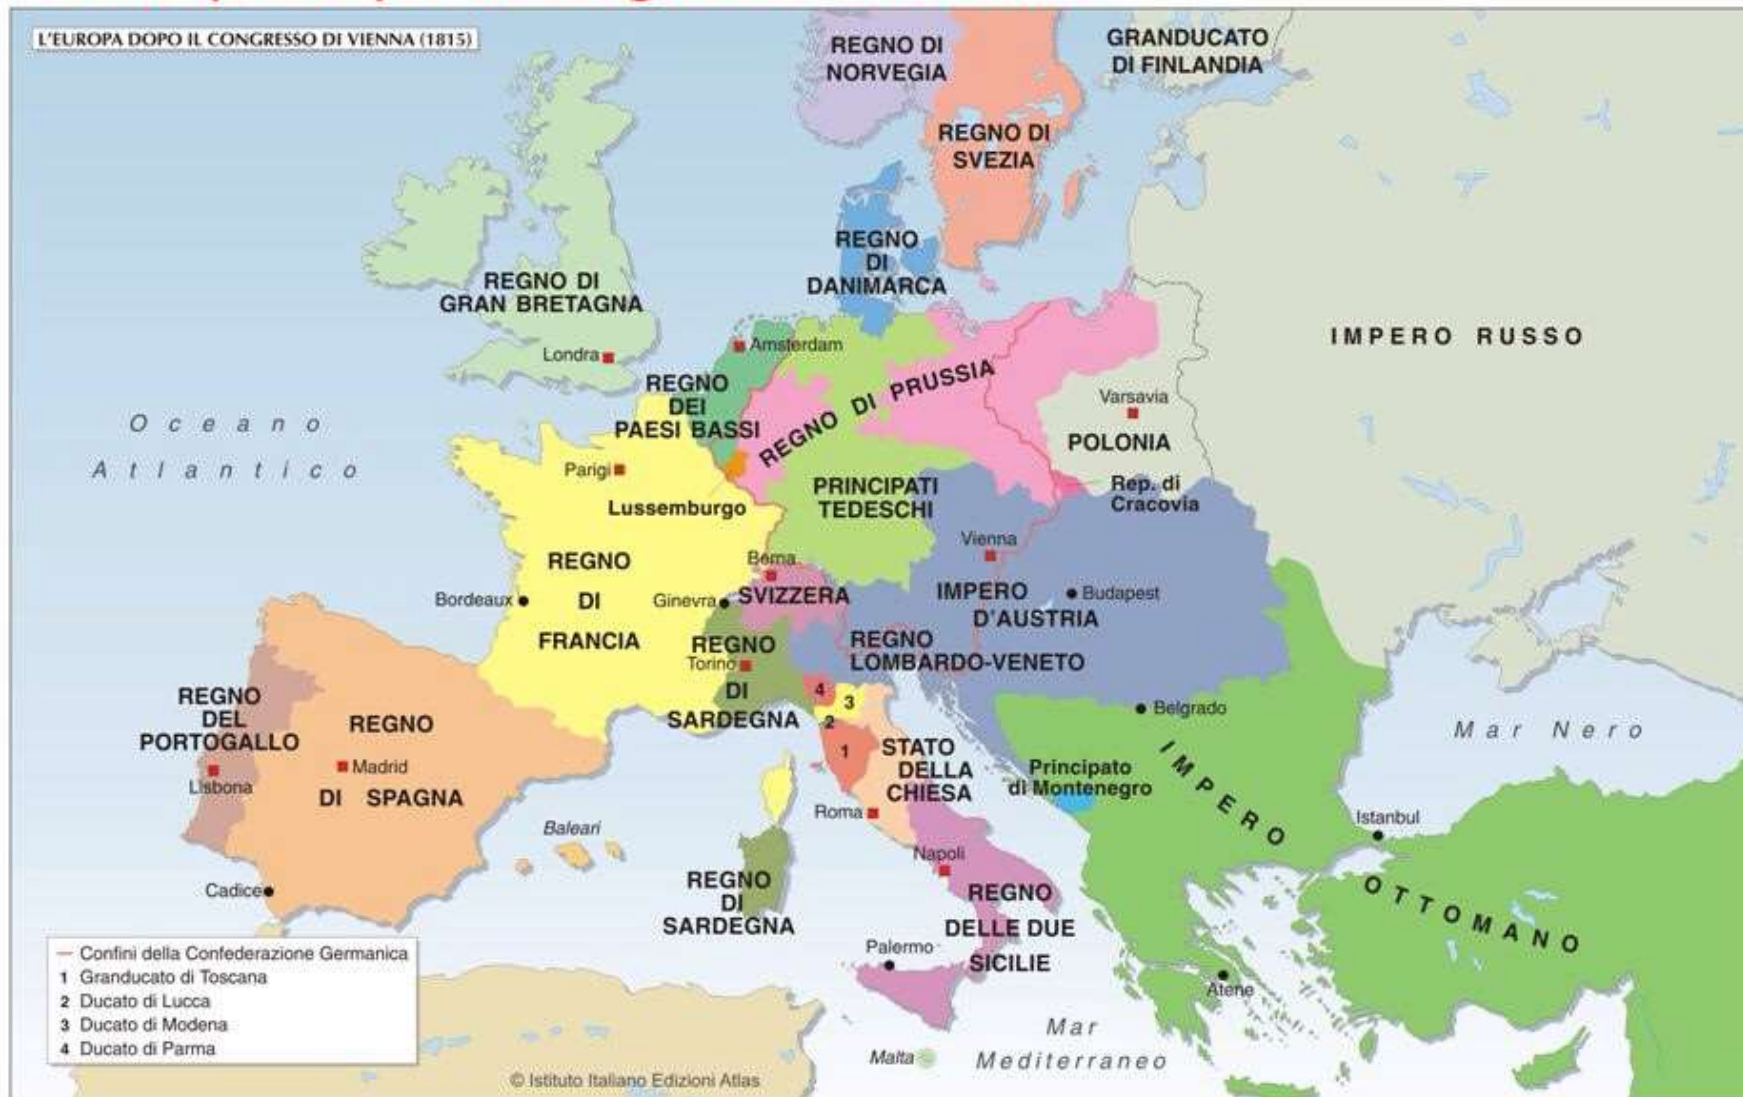 L'EUROPA DOPO IL CONGRESSO DI VIENNA (1815)
REGNO DI
NORVEGIA
GRANDUCATO
DI FINLANDIA
REGNO DI
SVEZIA
REGNO
DI
DANIMARCA
REGNO DI
GRAN BRETAGNA
Londra
IMPERO RUSSO
Amsterdam
REGNO
DEI
PAESI BASSI
REGNO DI PRUSSIA
Varsavia
POLONIA
Oceano
Atlantico
Parigi
Lussemburgo
PRINCIPATI
TEDESCHI
Rep. di
Cracovia
Vienna
REGNO
DI
FRANCIA
Berna
SVIZZERA
Ginevra
Bordeaux
IMPERO
D'AUSTRIA
Budapest
REGNO
LOMBARDO-VENETO
REGNO
Torino
DI
SARDEGNA
4
3
2
1
REGNO
DEL
PORTOGALLO
Lisbona
REGNO
Madrid
DI SPAGNA
Belgrado
Mar Nero
STATO
DELLA
CHIESA
Principato
di Montenegro
IMPERO
OTTOMANO
Roma
Istanbul
Baleari
Napoli
Cadice
REGNO
DI
SARDEGNA
REGNO
DELLE DUE
SICILIE
Palermo
Atene
Confini della Confederazione Germanica
1 Granducato di Toscana
2 Ducato di Lucca
3 Ducato di Modena
4 Ducato di Parma
Mar
Mediterraneo
Malta
© Istituto Italiano Edizioni Atlas